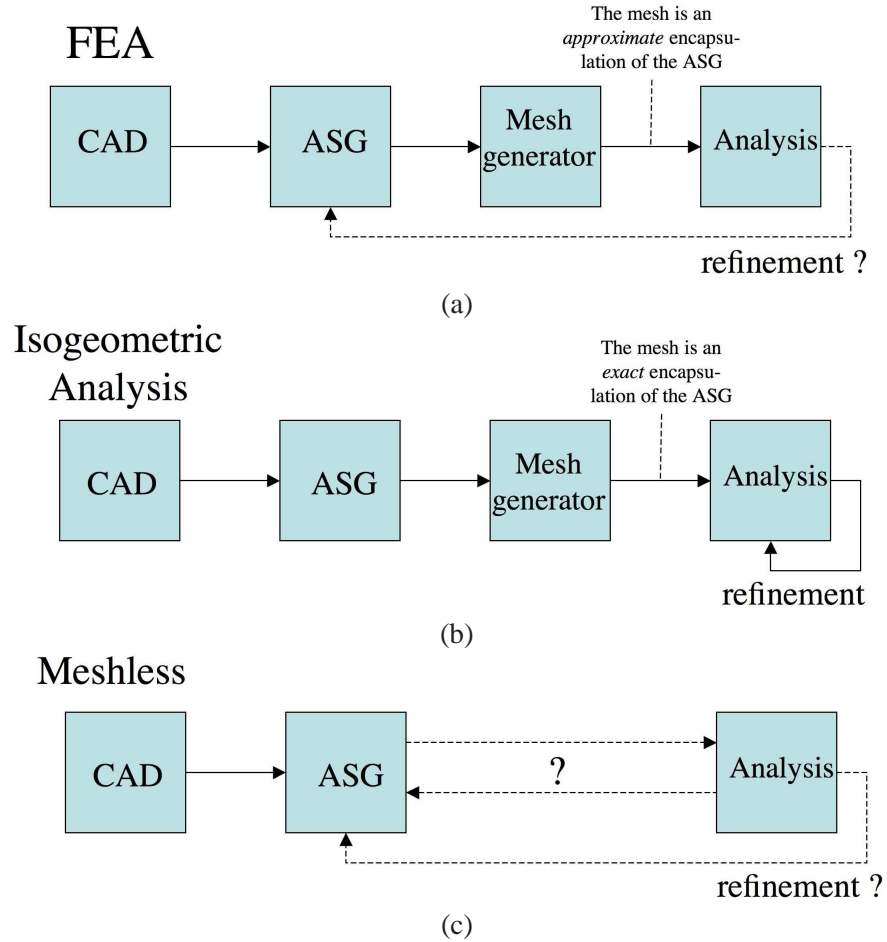 The mesh is an
approximate encapsu-
lation of the ASG
FEA
CAD
ASG
Mesh
generator
Analysis
refinement ?
(a)
Isogeometric
Analysis
The mesh is an
exact encapsu-
lation of the ASG
CAD
ASG
Mesh
generator
Analysis
refinement
(b)
Meshless
CAD
ASG
?
Analysis
refinement ?
(c)